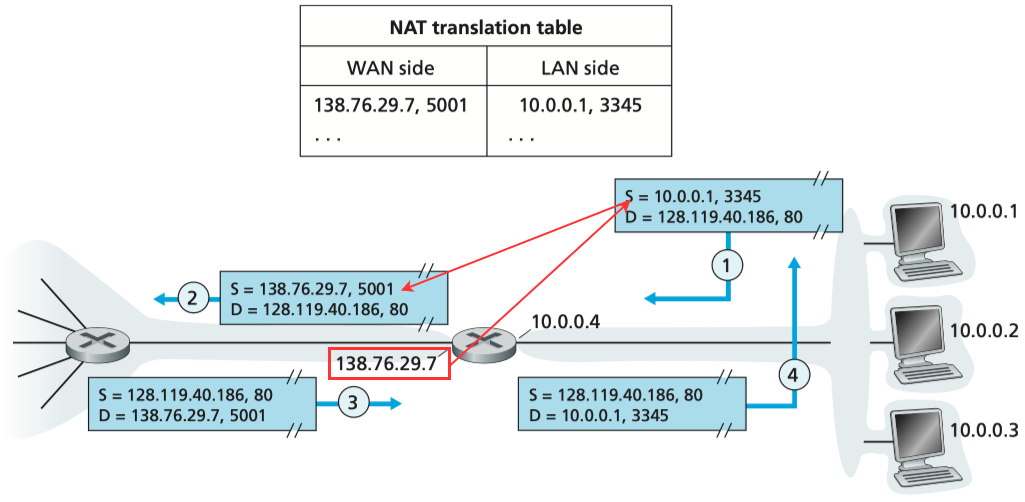 NAT translation table
WAN side LAN side
138.76.29.7, 5001 10.0.0.1, 3345
. . . . . .
S = 10.0.0.1, 3345
D = 128.119.40.186, 80
10.0.0.1
1
S = 138.76.29.7, 5001
D = 128.119.40.186, 80
2
10.0.0.4
10.0.0.2
138.76.29.7
4
S = 128.119.40.186, 80
D = 138.76.29.7, 5001
3
S = 128.119.40.186, 80
D = 10.0.0.1, 3345
10.0.0.3